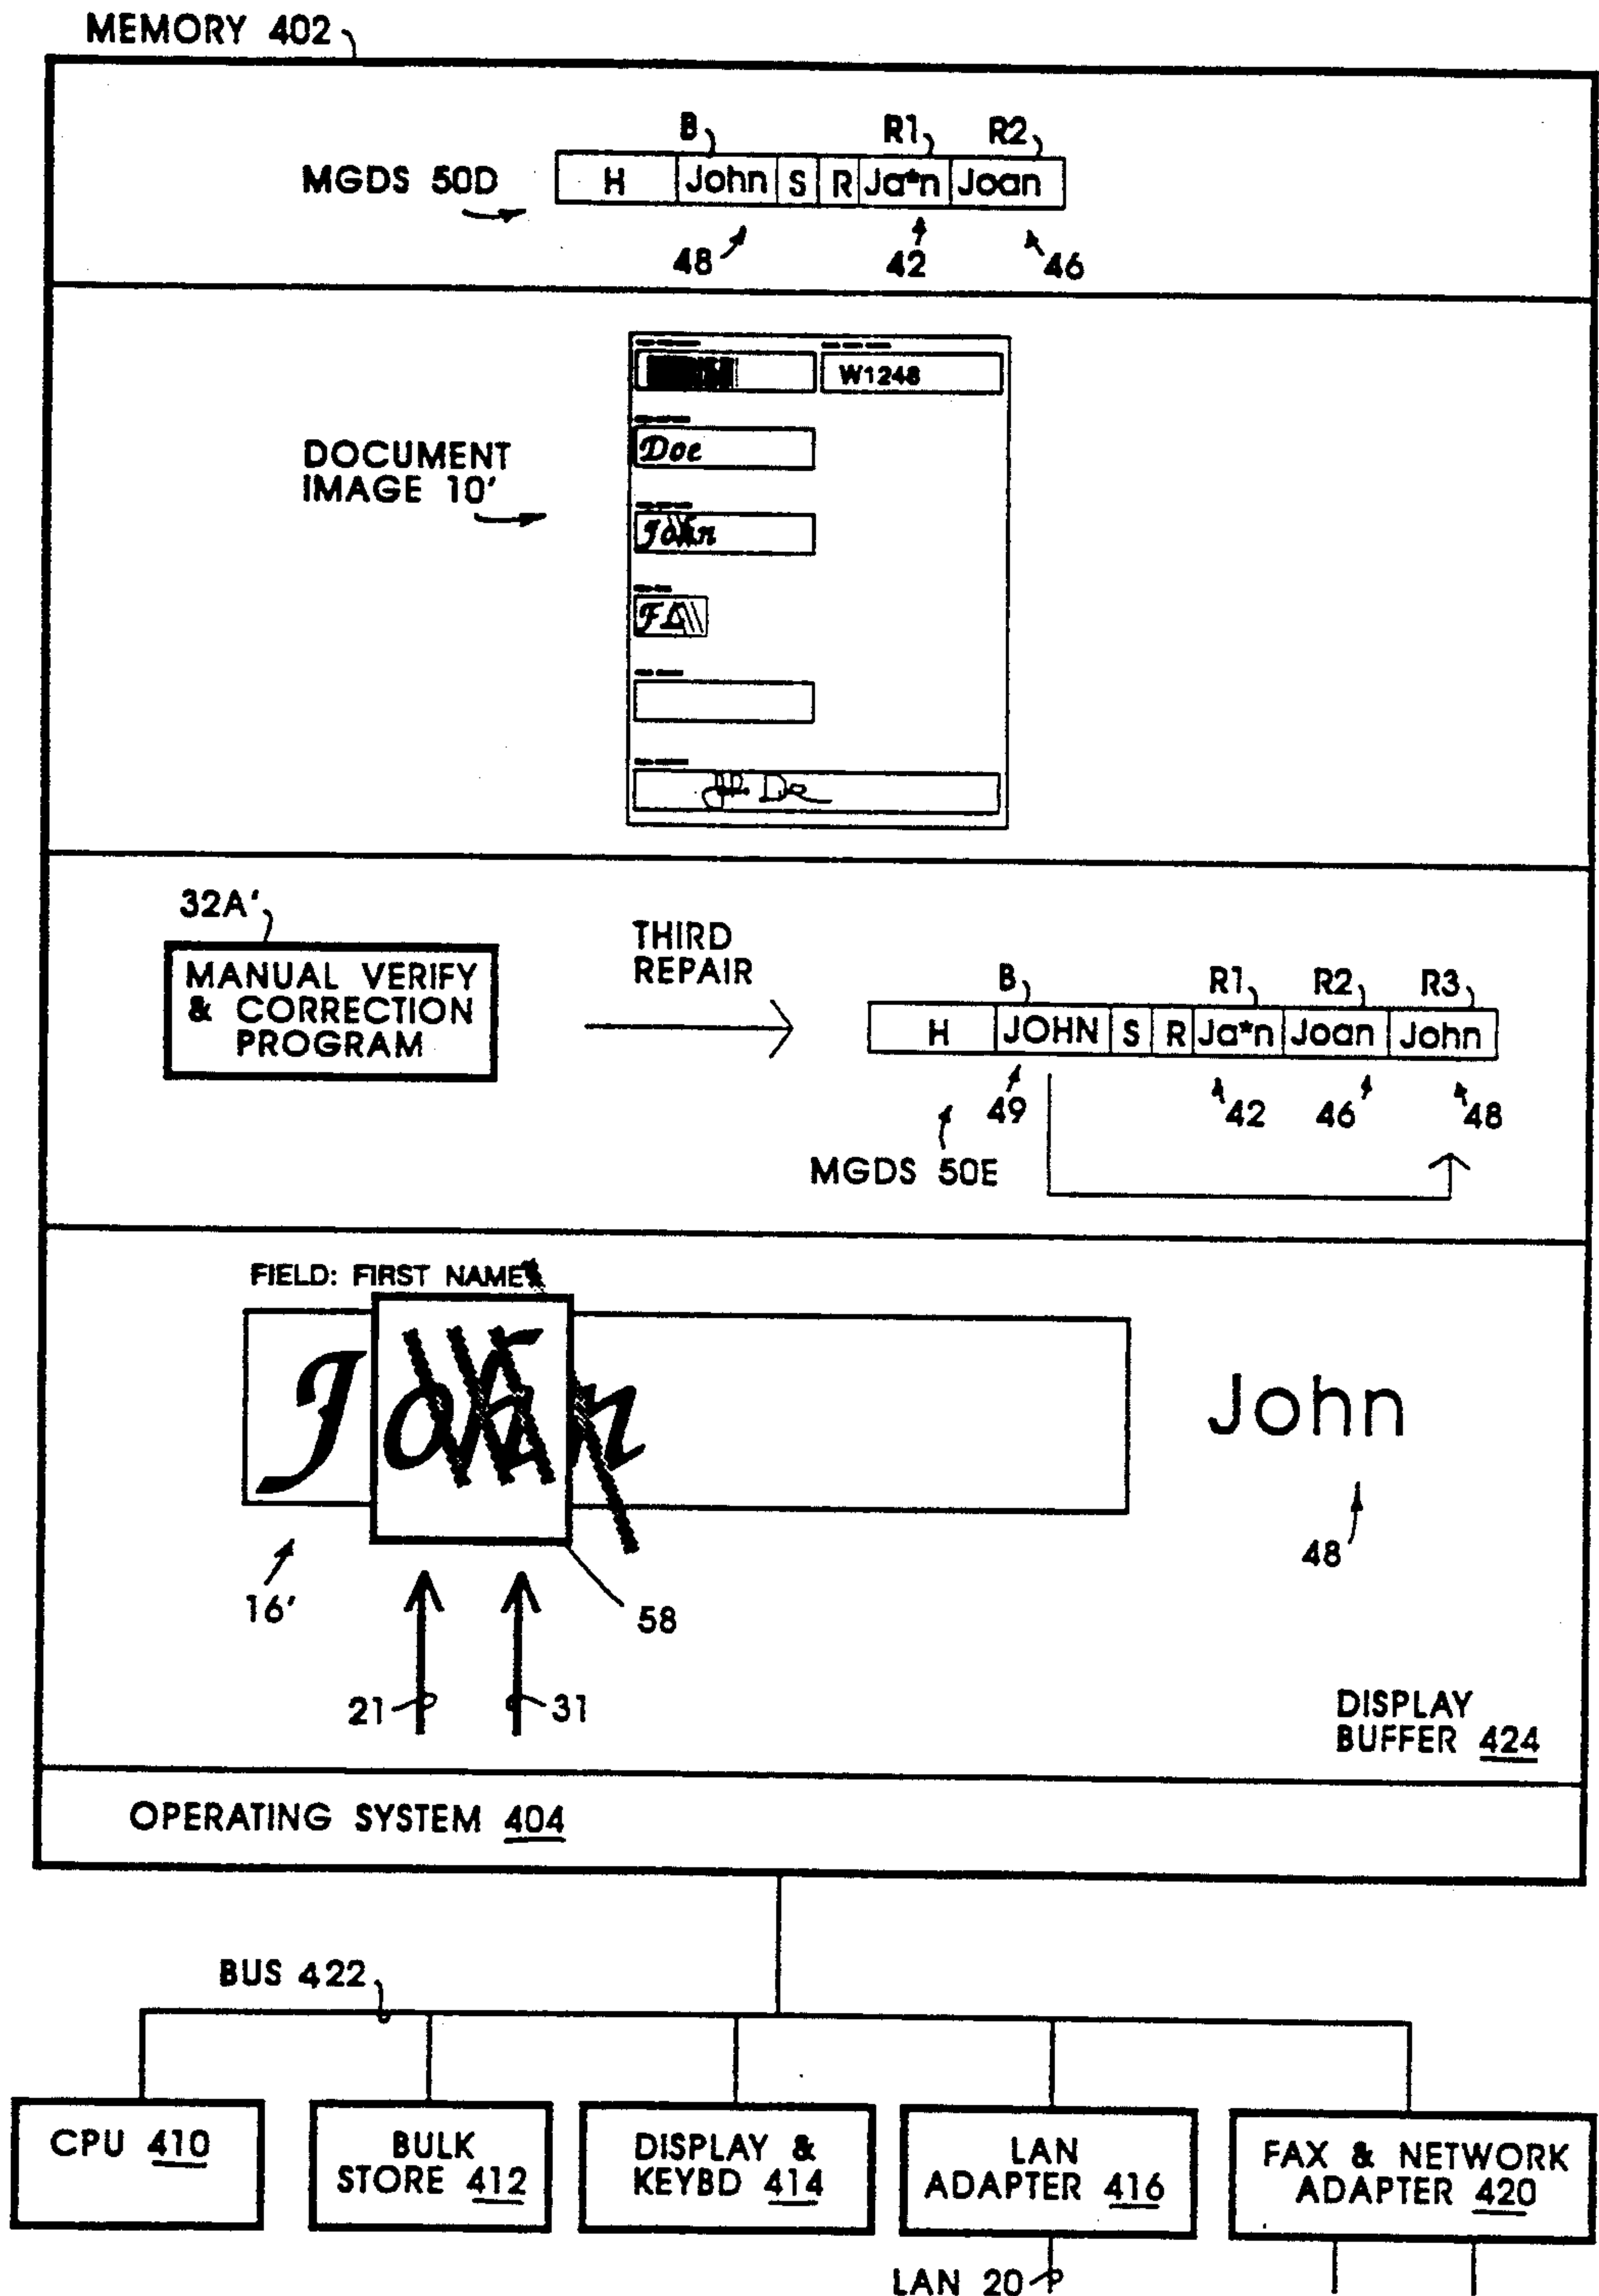 MEMORY 402
B R1 R2
MGDS 50D H John S R Ja*n Joan
48 42 46
W1248
DOCUMENT
IMAGE 10'
Doe
John
FL
32A'
MANUAL VERIFY
& CORRECTION
PROGRAM
THIRD
REPAIR
B R1 R2 R3
H JOHN S R Ja*n Joan John
49 42 46 48
MGDS 50E
FIELD: FIRST NAME
John
John
48
16'
58
21 31
DISPLAY
BUFFER 424
OPERATING SYSTEM 404
BUS 422
CPU 410
BULK
STORE 412
DISPLAY &
KEYBD 414
LAN
ADAPTER 416
FAX & NETWORK
ADAPTER 420
LAN 20